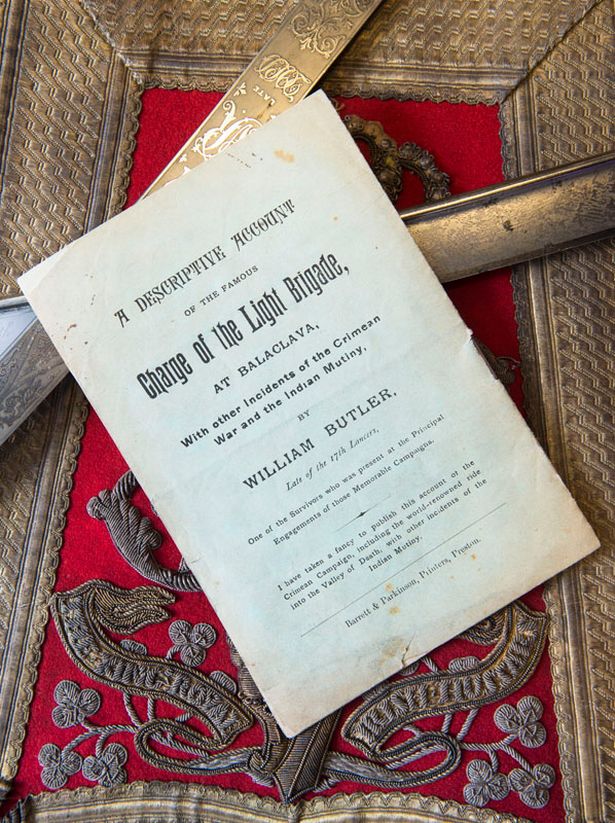 A DESCRIPTIVE ACCOUNT
OF THE FAMOUS
Charge of the Light Brigade,
AT BALACLAVA,
With other Incidents of the Crimean
War and the Indian Mutiny,
BY
WILLIAM BUTLER,
Late of the 17th Lancers,
One of the Survivors who was present at the Principal
Engagements of those Memorable Campaigns.
I have taken a fancy to publish this account of the
Crimean Campaign, including the world-renowned ride
into the Valley of Death, with other incidents of the
Indian Mutiny.
Barrett & Parkinson, Printers, Preston.
LATE